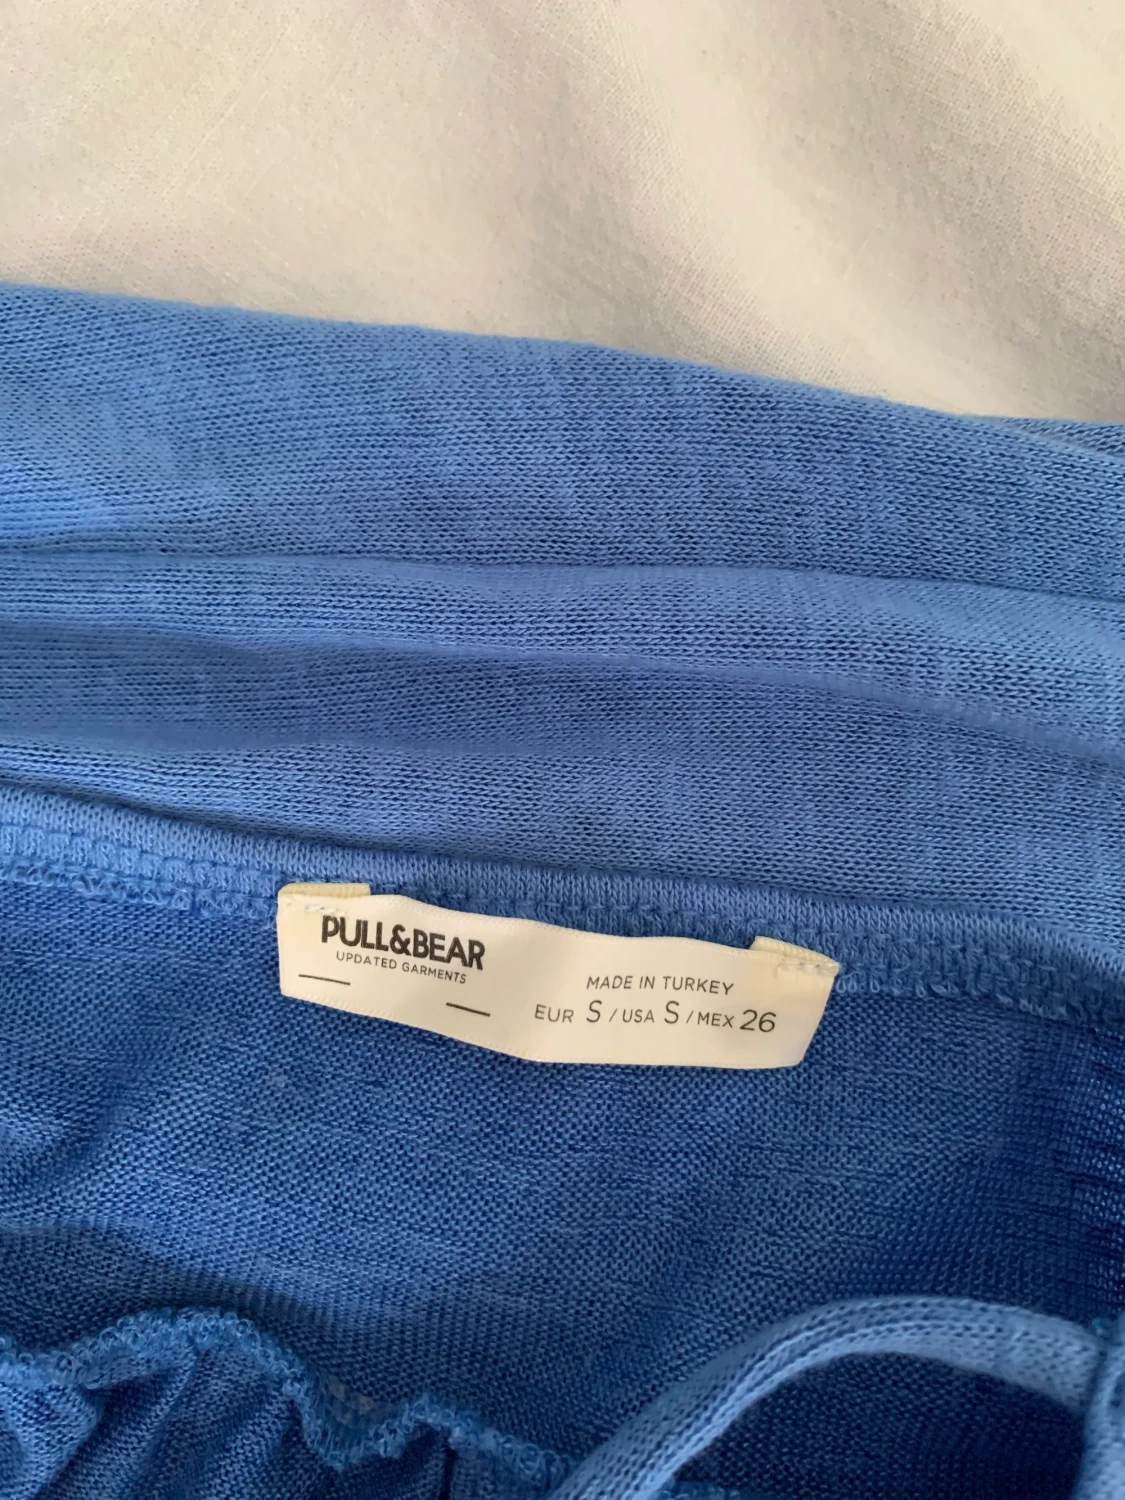 PULL&BEAR
UPDATED GARMENTS
MADE IN TURKEY
EUR S / USA S / MEX 26